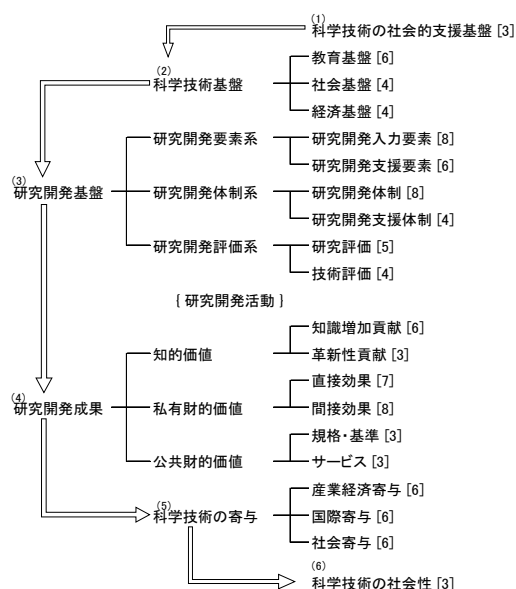 (1)
科学技術の社会的支援基盤 [3]
教育基盤 [6]
(2)
科学技術基盤 社会基盤 [4]
経済基盤 [4]
研究開発要素系 研究開発入力要素 [8]
研究開発支援要素 [6]
(3)
研究開発基盤 研究開発体制系 研究開発体制 [8]
研究開発支援体制 [4]
研究開発評価系 研究評価 [5]
技術評価 [4]
{ 研究開発活動 }
知識増加貢献 [6]
知的価値 革新性貢献 [3]
直接効果 [7]
(4)
研究開発成果 私有財的価値 間接効果 [8]
規格・基準 [3]
公共財的価値 サービス [3]
産業経済寄与 [6]
(5)
科学技術の寄与 国際寄与 [6]
社会寄与 [6]
(6)
科学技術の社会性 [3]